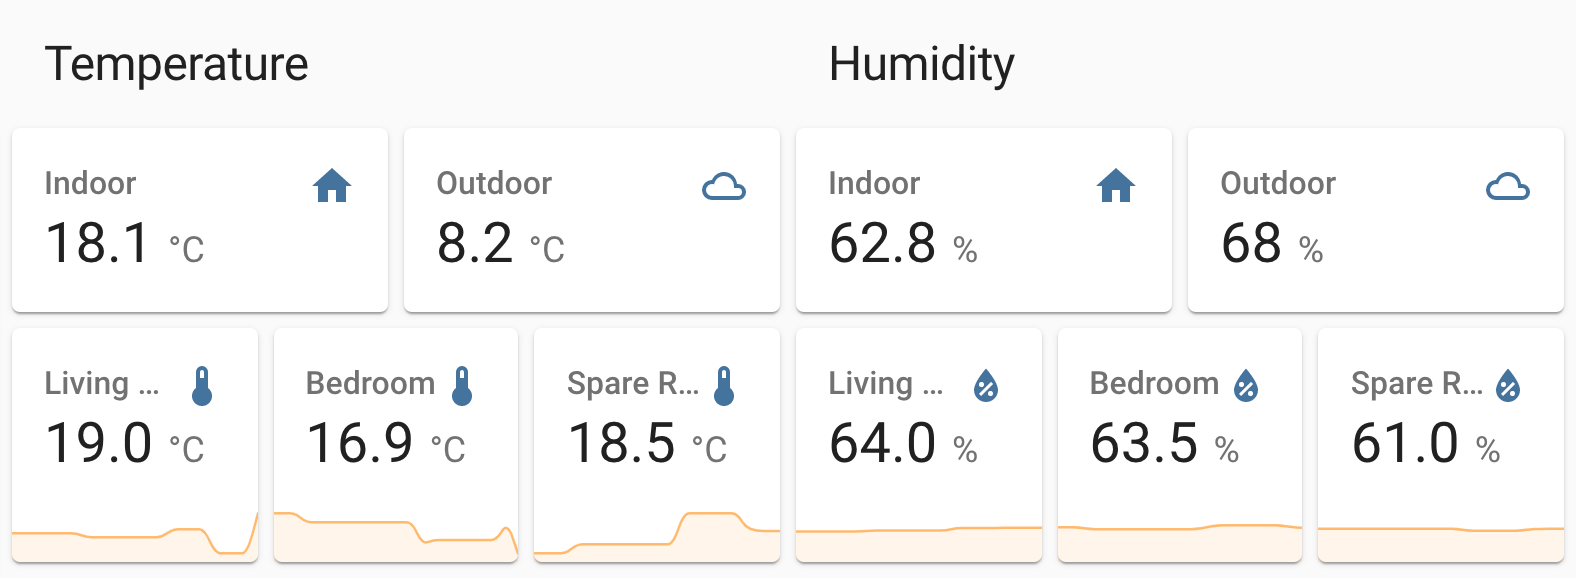 Temperature
Humidity
Indoor
18.1 °C
Outdoor
8.2 °C
Indoor
62.8 %
Outdoor
68 %
Living ...
19.0 °C
Bedroom
16.9 °C
Spare R...
18.5 °C
Living ...
64.0 %
Bedroom
63.5 %
Spare R...
61.0 %